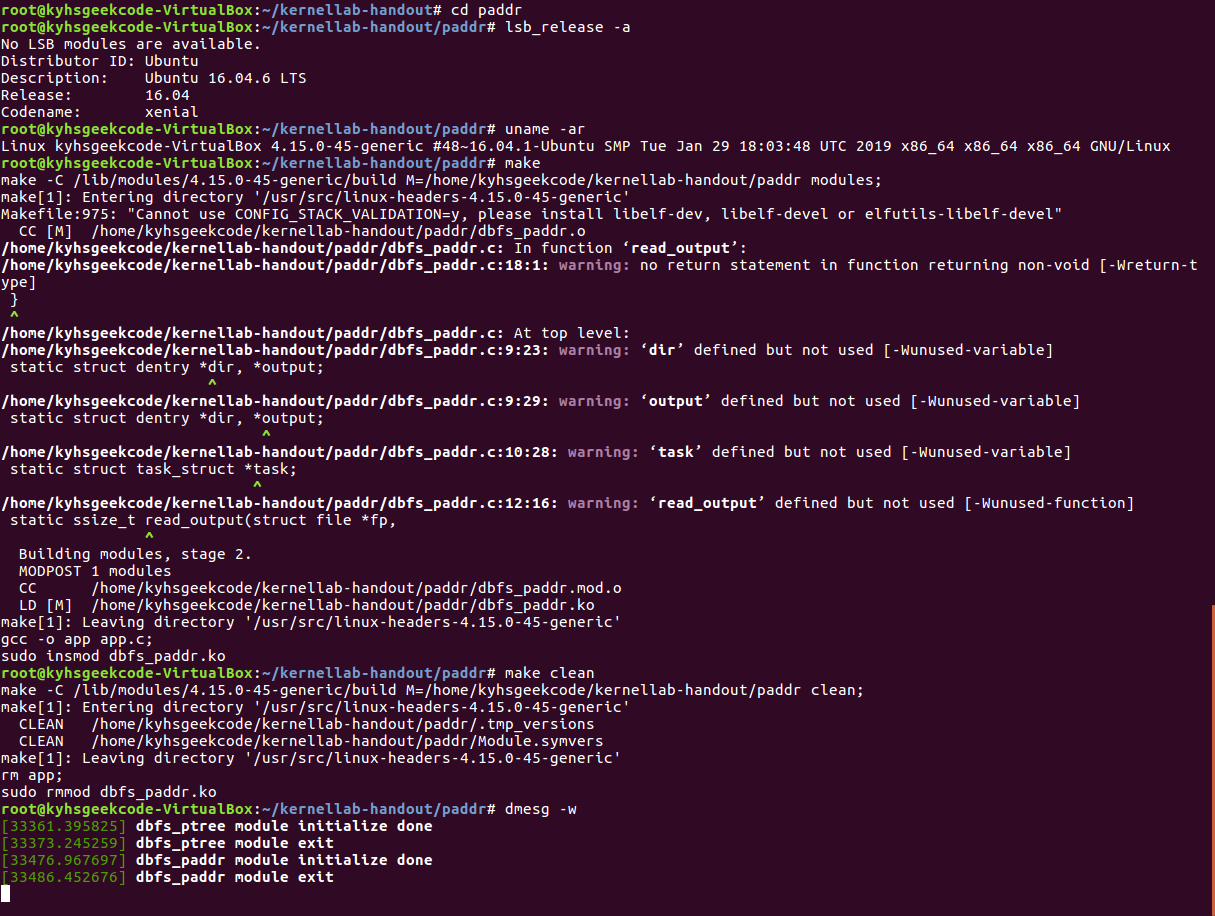 root@kyhsgeekcode-VirtualBox:~/kernellab-handout# cd paddr
root@kyhsgeekcode-VirtualBox:~/kernellab-handout/paddr# lsb_release -a
No LSB modules are available.
Distributor ID: Ubuntu
Description:    Ubuntu 16.04.6 LTS
Release:        16.04
Codename:       xenial
root@kyhsgeekcode-VirtualBox:~/kernellab-handout/paddr# uname -ar
Linux kyhsgeekcode-VirtualBox 4.15.0-45-generic #48~16.04.1-Ubuntu SMP Tue Jan 29 18:03:48 UTC 2019 x86_64 x86_64 x86_64 GNU/Linux
root@kyhsgeekcode-VirtualBox:~/kernellab-handout/paddr# make
make -C /lib/modules/4.15.0-45-generic/build M=/home/kyhsgeekcode/kernellab-handout/paddr modules;
make[1]: Entering directory '/usr/src/linux-headers-4.15.0-45-generic'
Makefile:975: "Cannot use CONFIG_STACK_VALIDATION=y, please install libelf-dev, libelf-devel or elfutils-libelf-devel"
  CC [M]  /home/kyhsgeekcode/kernellab-handout/paddr/dbfs_paddr.o
/home/kyhsgeekcode/kernellab-handout/paddr/dbfs_paddr.c: In function ‘read_output’:
/home/kyhsgeekcode/kernellab-handout/paddr/dbfs_paddr.c:18:1: warning: no return statement in function returning non-void [-Wreturn-t
ype]
 }
 ^
/home/kyhsgeekcode/kernellab-handout/paddr/dbfs_paddr.c: At top level:
/home/kyhsgeekcode/kernellab-handout/paddr/dbfs_paddr.c:9:23: warning: ‘dir’ defined but not used [-Wunused-variable]
 static struct dentry *dir, *output;
                       ^
/home/kyhsgeekcode/kernellab-handout/paddr/dbfs_paddr.c:9:29: warning: ‘output’ defined but not used [-Wunused-variable]
 static struct dentry *dir, *output;
                             ^
/home/kyhsgeekcode/kernellab-handout/paddr/dbfs_paddr.c:10:28: warning: ‘task’ defined but not used [-Wunused-variable]
 static struct task_struct *task;
                            ^
/home/kyhsgeekcode/kernellab-handout/paddr/dbfs_paddr.c:12:16: warning: ‘read_output’ defined but not used [-Wunused-function]
 static ssize_t read_output(struct file *fp,
                ^
  Building modules, stage 2.
  MODPOST 1 modules
  CC      /home/kyhsgeekcode/kernellab-handout/paddr/dbfs_paddr.mod.o
  LD [M]  /home/kyhsgeekcode/kernellab-handout/paddr/dbfs_paddr.ko
make[1]: Leaving directory '/usr/src/linux-headers-4.15.0-45-generic'
gcc -o app app.c;
sudo insmod dbfs_paddr.ko
root@kyhsgeekcode-VirtualBox:~/kernellab-handout/paddr# make clean
make -C /lib/modules/4.15.0-45-generic/build M=/home/kyhsgeekcode/kernellab-handout/paddr clean;
make[1]: Entering directory '/usr/src/linux-headers-4.15.0-45-generic'
  CLEAN   /home/kyhsgeekcode/kernellab-handout/paddr/.tmp_versions
  CLEAN   /home/kyhsgeekcode/kernellab-handout/paddr/Module.symvers
make[1]: Leaving directory '/usr/src/linux-headers-4.15.0-45-generic'
rm app;
sudo rmmod dbfs_paddr.ko
root@kyhsgeekcode-VirtualBox:~/kernellab-handout/paddr# dmesg -w
[33361.395825] dbfs_ptree module initialize done
[33373.245259] dbfs_ptree module exit
[33476.967697] dbfs_paddr module initialize done
[33486.452676] dbfs_paddr module exit